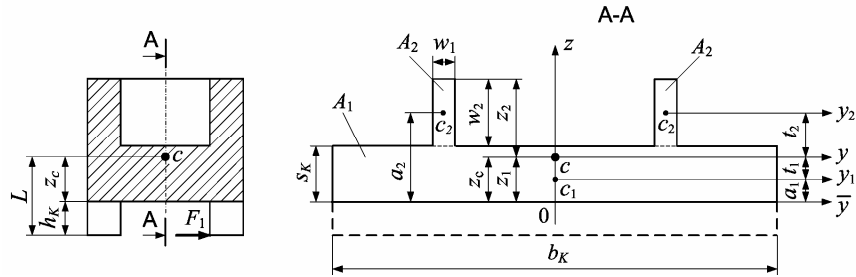 A-A
A
A₂
w₁
z
A₂
A₁
w₂
z₂
c₂
c₂
y₂
a₂
t₂
c
c
y
s_K
z_c
z_c
z₁
t₁
c₁
y₁
a₁
L
h_K
A
F₁
0
y̅
b_K